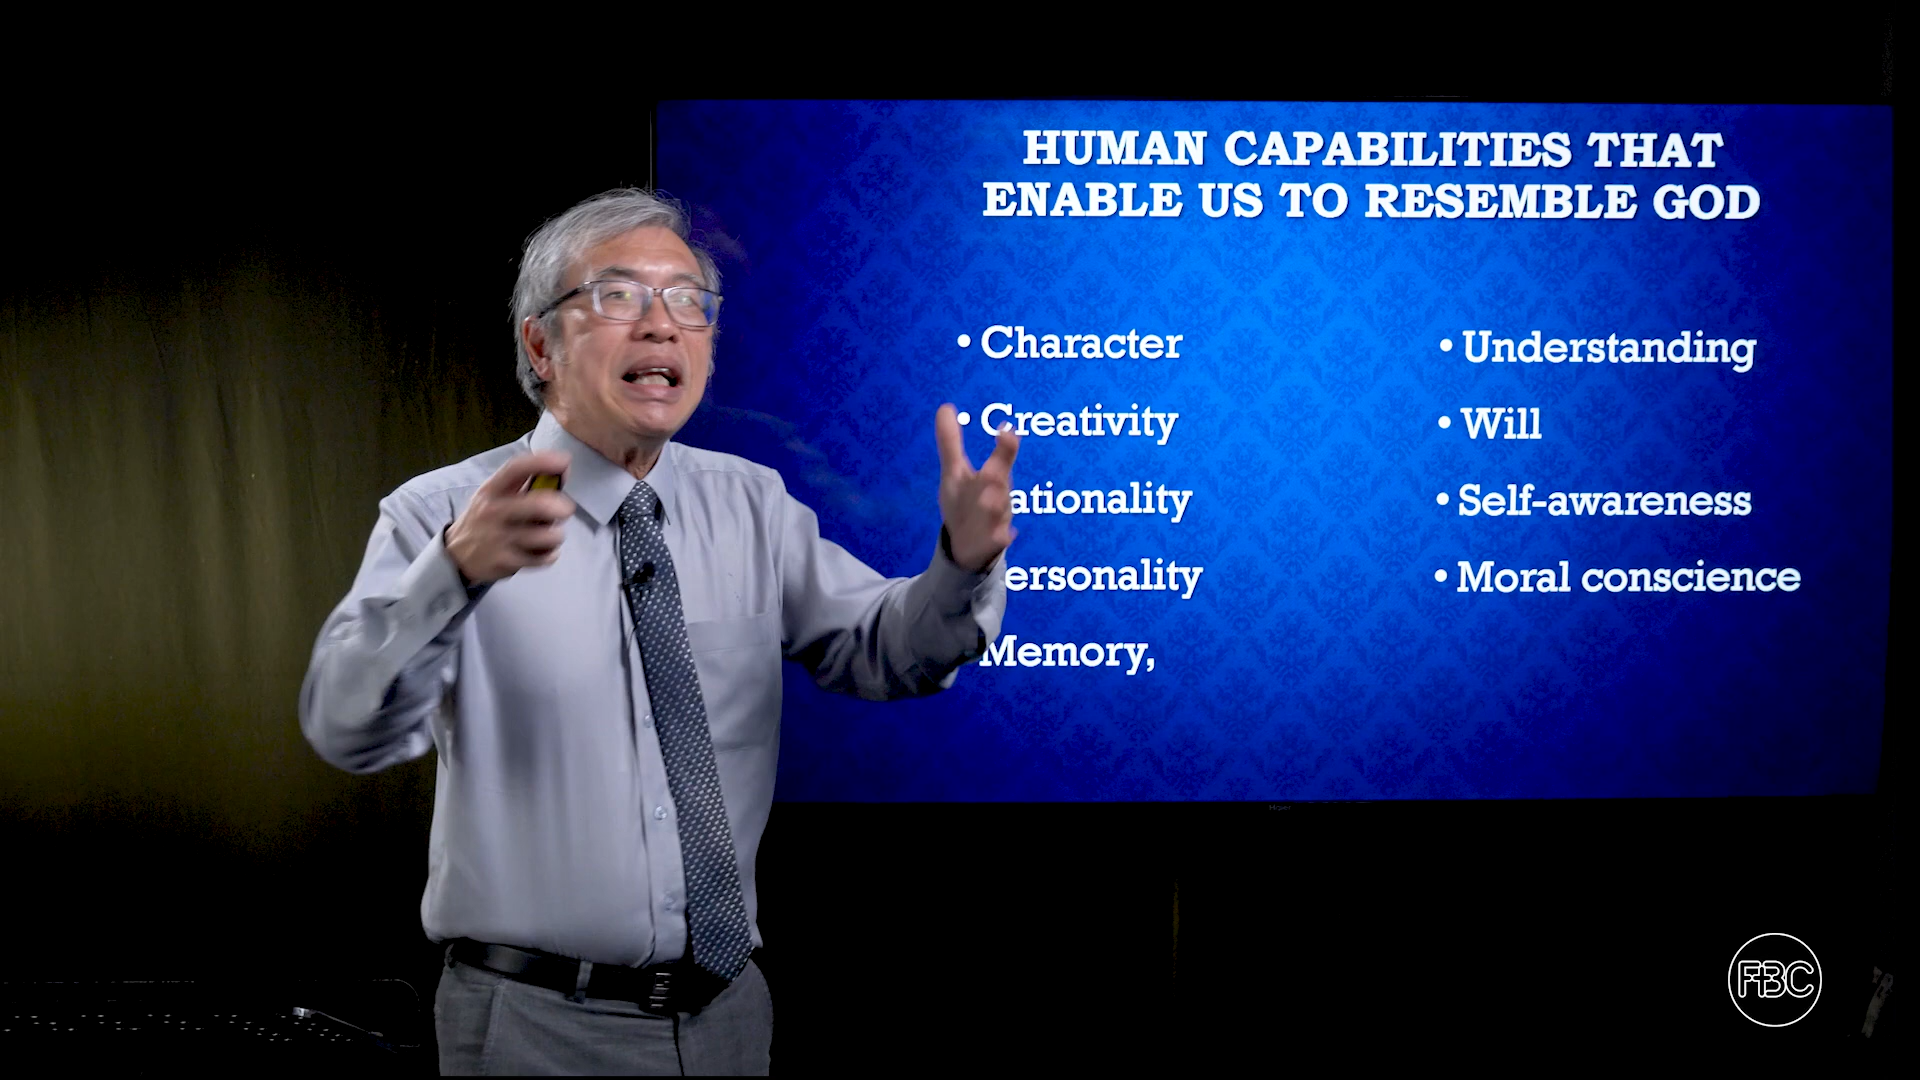 HUMAN CAPABILITIES THAT
ENABLE US TO RESEMBLE GOD
• Character
• Creativity
ationality
ersonality
Memory,
• Understanding
• Will
• Self-awareness
• Moral conscience
Haier
FBC